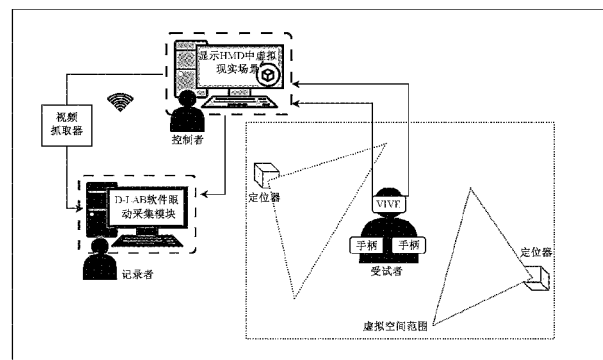 显示HMD中虚拟
现实场景
视频
抓取器
控制者
定位器
D-LAB软件眼
动采集模块
VIVE
手柄
手柄
定位器
受试者
记录者
虚拟空间范围